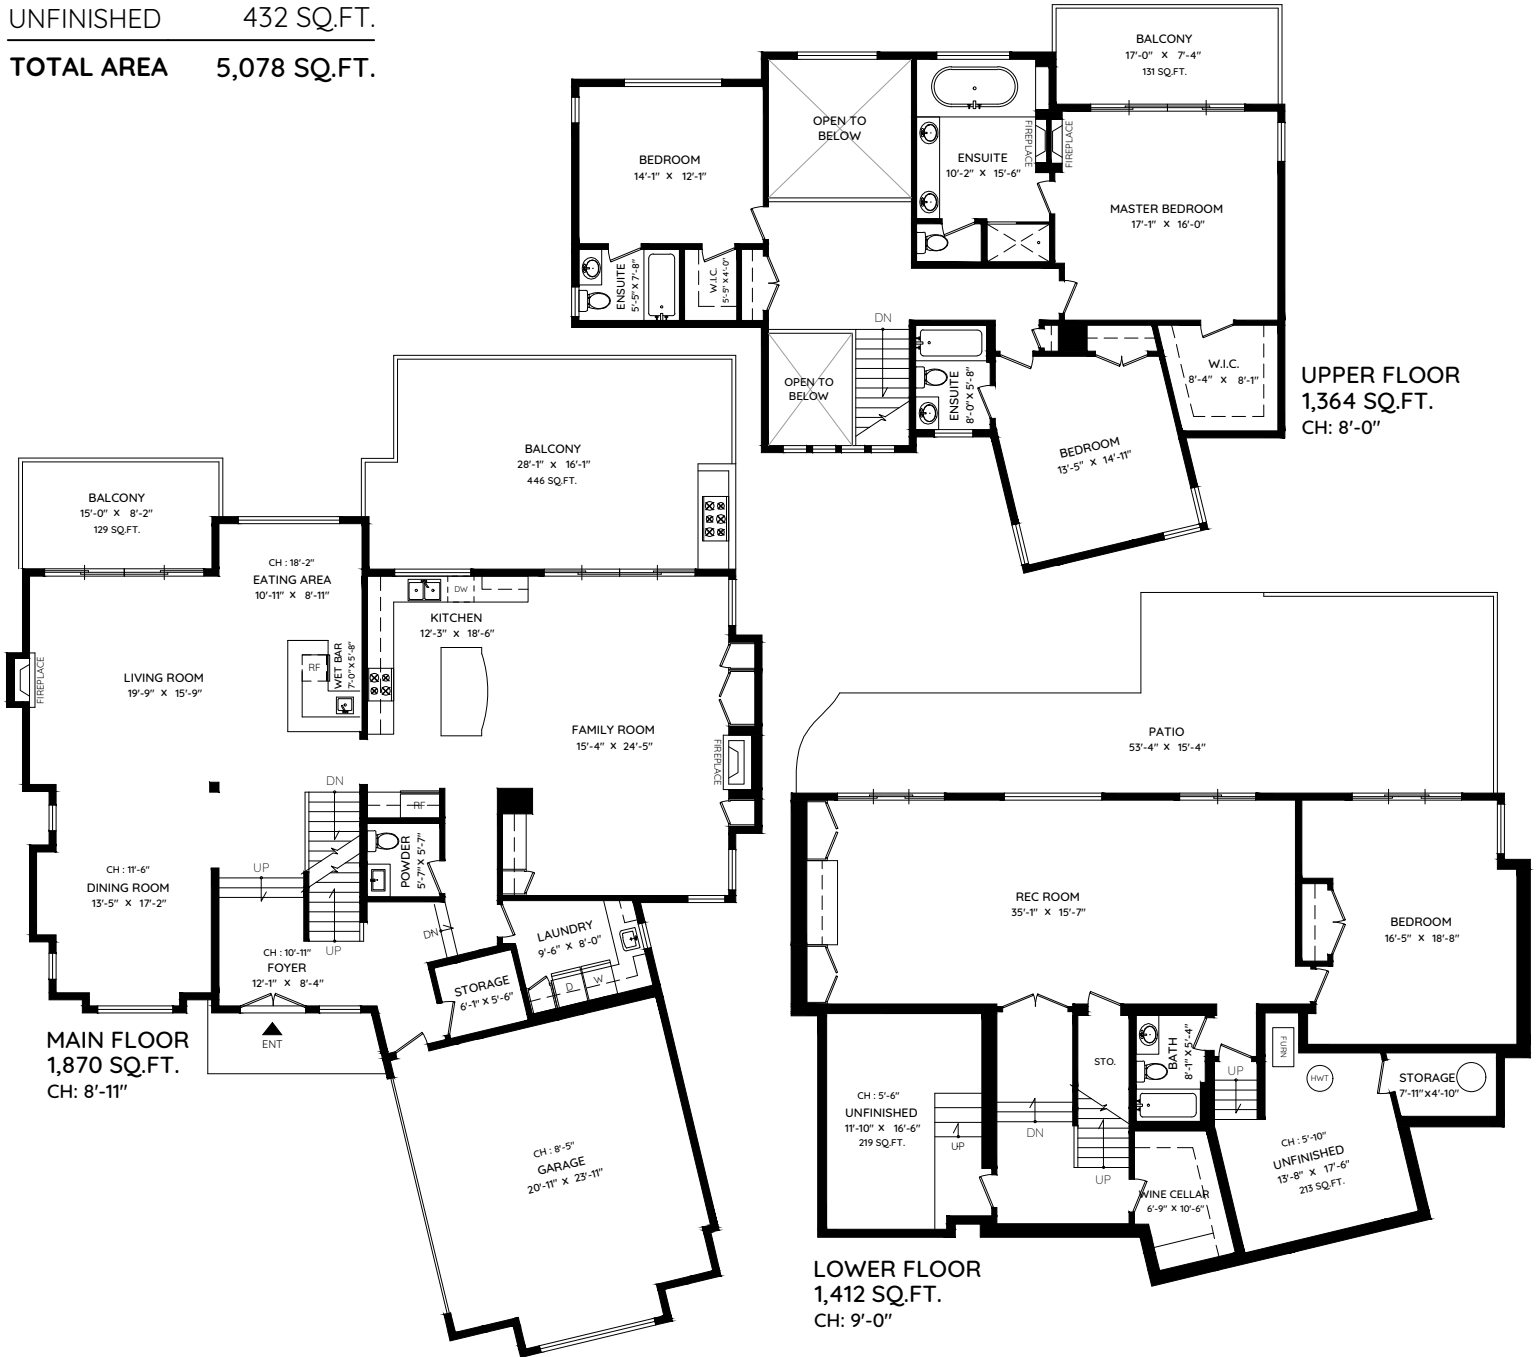 UNFINISHED 432 SQ.FT.
TOTAL AREA 5,078 SQ.FT.
BALCONY
17'-0" X 7'-4"
131 SQ.FT.
OPEN TO
BELOW
BEDROOM
14'-1" X 12'-1"
ENSUITE
10'-2" X 15'-6"
FIREPLACE
FIREPLACE
MASTER BEDROOM
17'-1" X 16'-0"
ENSUITE
5'-5" X 7'-8"
W.I.C.
5'-5" X 4'-0"
DN
OPEN TO
BELOW
ENSUITE
8'-0" X 5'-8"
W.I.C.
8'-4" X 8'-1"
BEDROOM
13'-5" X 14'-11"
UPPER FLOOR
1,364 SQ.FT.
CH: 8'-0"
BALCONY
28'-1" X 16'-1"
446 SQ.FT.
BALCONY
15'-0" X 8'-2"
129 SQ.FT.
CH : 18'-2"
EATING AREA
10'-11" X 8'-11"
DW
KITCHEN
12'-3" X 18'-6"
WET BAR
7'-0" X 5'-8"
RF
FIREPLACE
LIVING ROOM
19'-9" X 15'-9"
FAMILY ROOM
15'-4" X 24'-5"
FIREPLACE
DN
RF
POWDER
5'-7" X 5'-7"
UP
CH : 11'-6"
DINING ROOM
13'-5" X 17'-2"
DN
UP
CH : 10'-11"
FOYER
12'-1" X 8'-4"
LAUNDRY
9'-6" X 8'-0"
D
W
STORAGE
6'-1" X 5'-6"
ENT
MAIN FLOOR
1,870 SQ.FT.
CH: 8'-11"
CH : 8'-5"
GARAGE
20'-11" X 23'-11"
PATIO
53'-4" X 15'-4"
REC ROOM
35'-1" X 15'-7"
BEDROOM
16'-5" X 18'-8"
STO.
BATH
8'-1" X 5'-4"
FURN
UP
HWT
STORAGE
7'-11"x4'-10"
CH : 5'-6"
UNFINISHED
11'-10" X 16'-6"
219 SQ.FT.
UP
DN
UP
CH : 5'-10"
UNFINISHED
13'-8" X 17'-6"
213 SQ.FT.
WINE CELLAR
6'-9" X 10'-6"
LOWER FLOOR
1,412 SQ.FT.
CH: 9'-0"